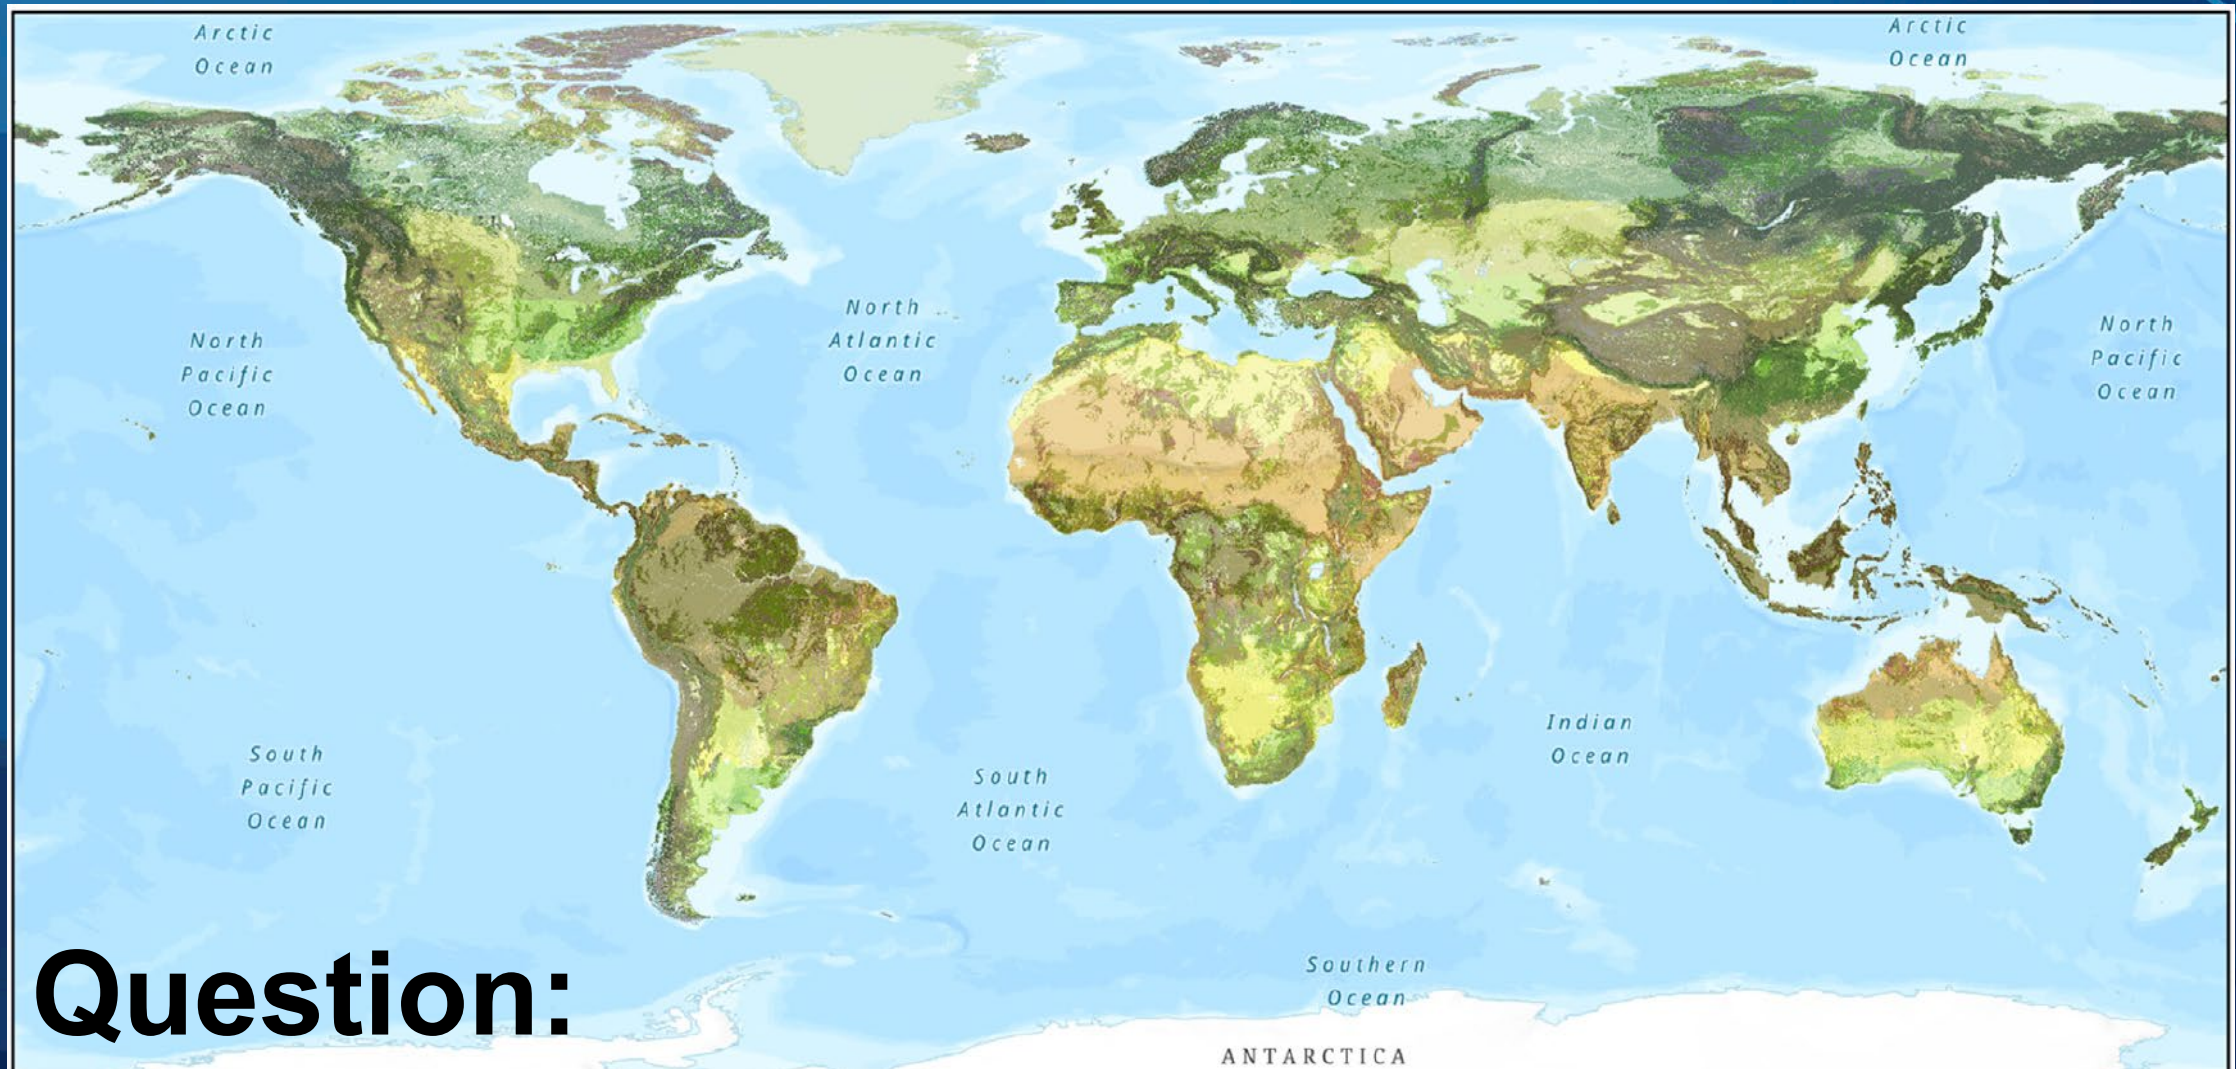 Arctic
Ocean
Arctic
Ocean
North
Atlantic
Ocean
North
Pacific
Ocean
North
Pacific
Ocean
Indian
Ocean
South
Pacific
Ocean
South
Atlantic
Ocean
Southern
Ocean
Question:
ANTARCTICA